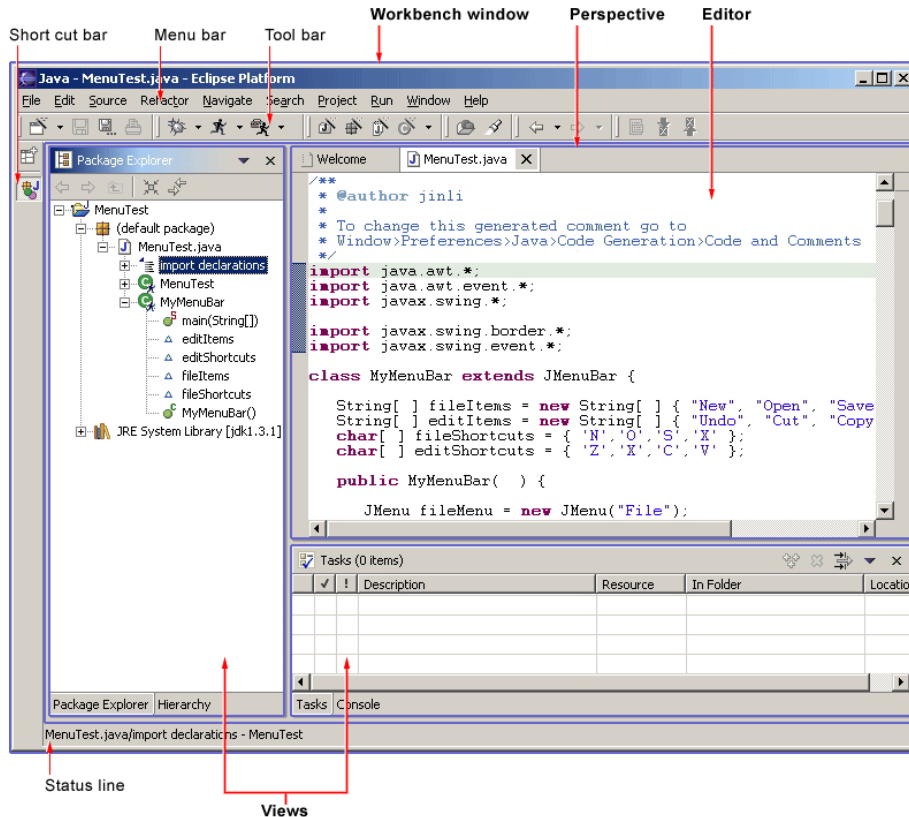 Workbench window Perspective Editor
Short cut bar Menu bar Tool bar
Java - MenuTest.java - Eclipse Platform
File Edit Source Refactor Navigate Search Project Run Window Help
Package Explorer
MenuTest
(default package)
MenuTest.java
import declarations
MenuTest
MyMenuBar
main(String[])
editItems
editShortcuts
fileItems
fileShortcuts
MyMenuBar()
JRE System Library [jdk1.3.1]
Package Explorer Hierarchy
Welcome MenuTest.java
/**
* @author jinli
*
* To change this generated comment go to
* Window>Preferences>Java>Code Generation>Code and Comments
*/
import java.awt.*;
import java.awt.event.*;
import javax.swing.*;
import javax.swing.border.*;
import javax.swing.event.*;
class MyMenuBar extends JMenuBar {
String[ ] fileItems = new String[ ] { "New", "Open", "Save
String[ ] editItems = new String[ ] { "Undo", "Cut", "Copy
char[ ] fileShortcuts = { 'N','O','S','X' };
char[ ] editShortcuts = { 'Z','X','C','V' };
public MyMenuBar( ) {
JMenu fileMenu = new JMenu("File");
Tasks (0 items)
! Description Resource In Folder Locatio
Tasks Console
MenuTest.java/import declarations - MenuTest
Status line
Views